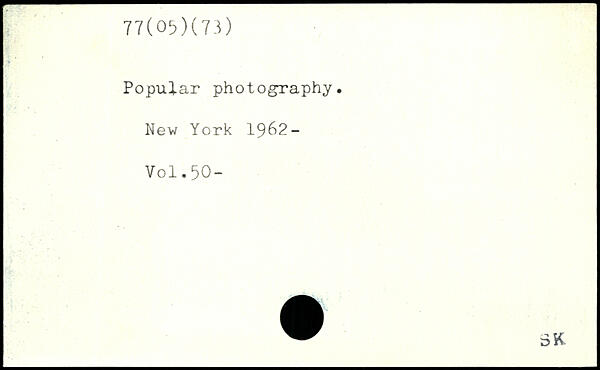 77(05)(73)
Popular photography.
New York 1962-
Vol.50-
SK